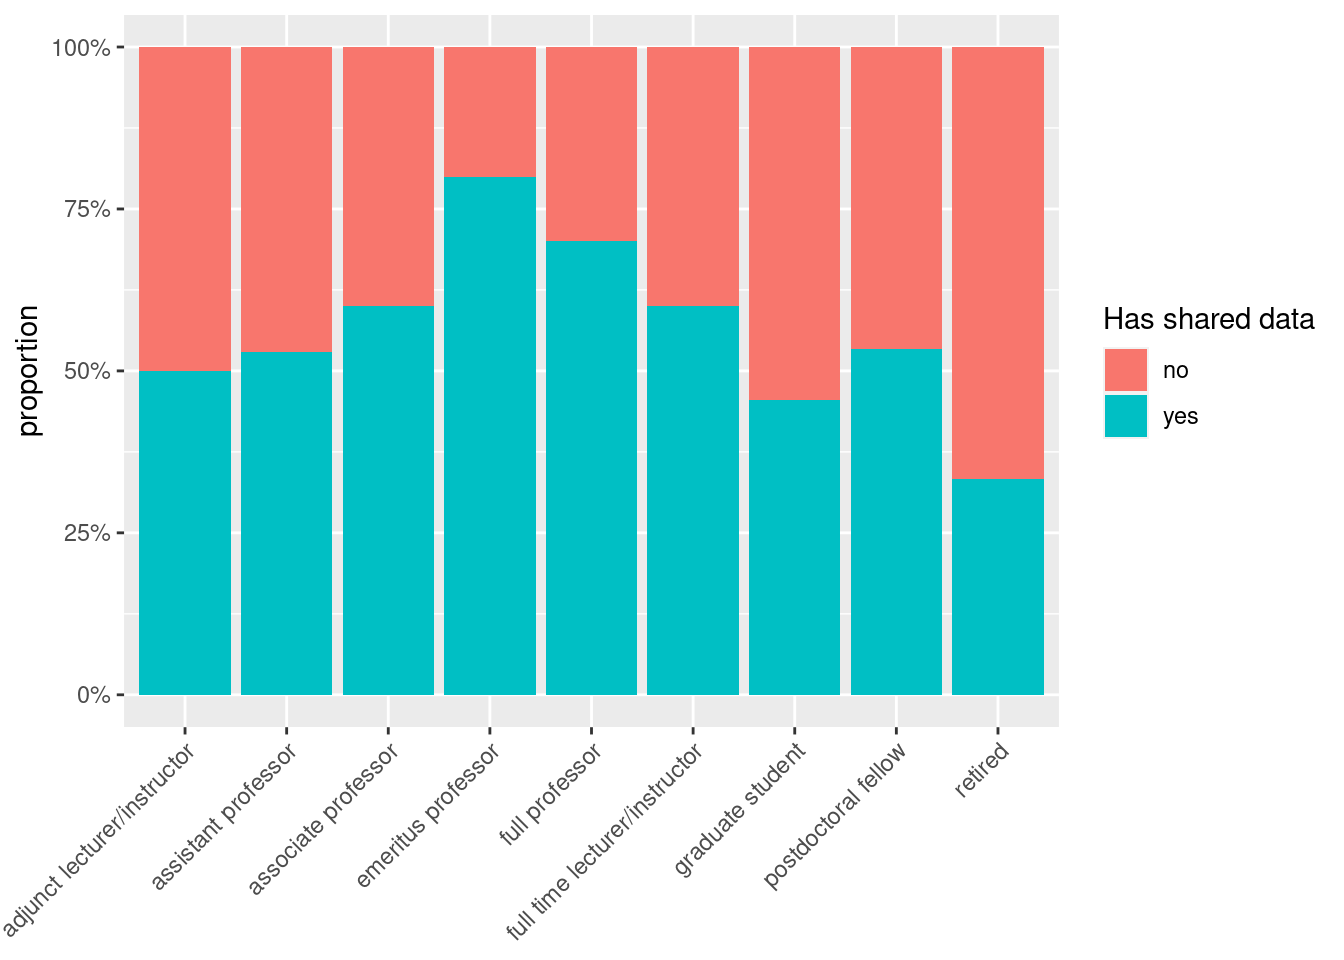 100%
75%
50%
25%
0%
proportion
adjunct lecturer/instructor
assistant professor
associate professor
emeritus professor
full professor
full time lecturer/instructor
graduate student
postdoctoral fellow
retired
Has shared data
no
yes